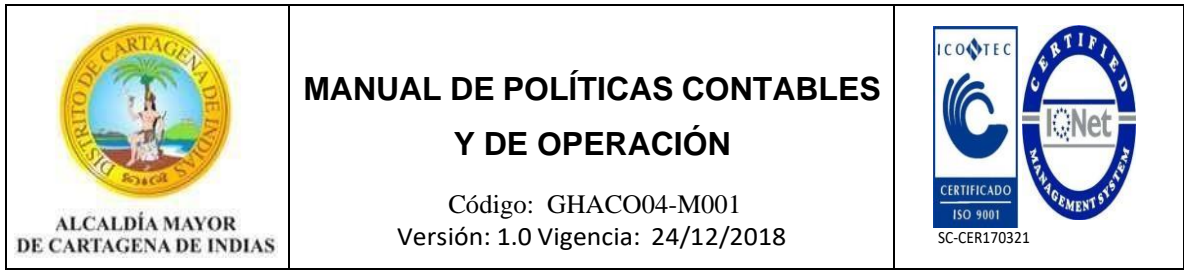 DISTRITO DE CARTAGENA DE INDIAS
ALCALDÍA MAYOR
DE CARTAGENA DE INDIAS
MANUAL DE POLÍTICAS CONTABLES
Y DE OPERACIÓN
Código: GHACO04-M001
Versión: 1.0 Vigencia: 24/12/2018
ICONTEC
CERTIFICADO
ISO 9001
SC-CER170321
CERTIFIED
IQNet
MANAGEMENT SYSTEM